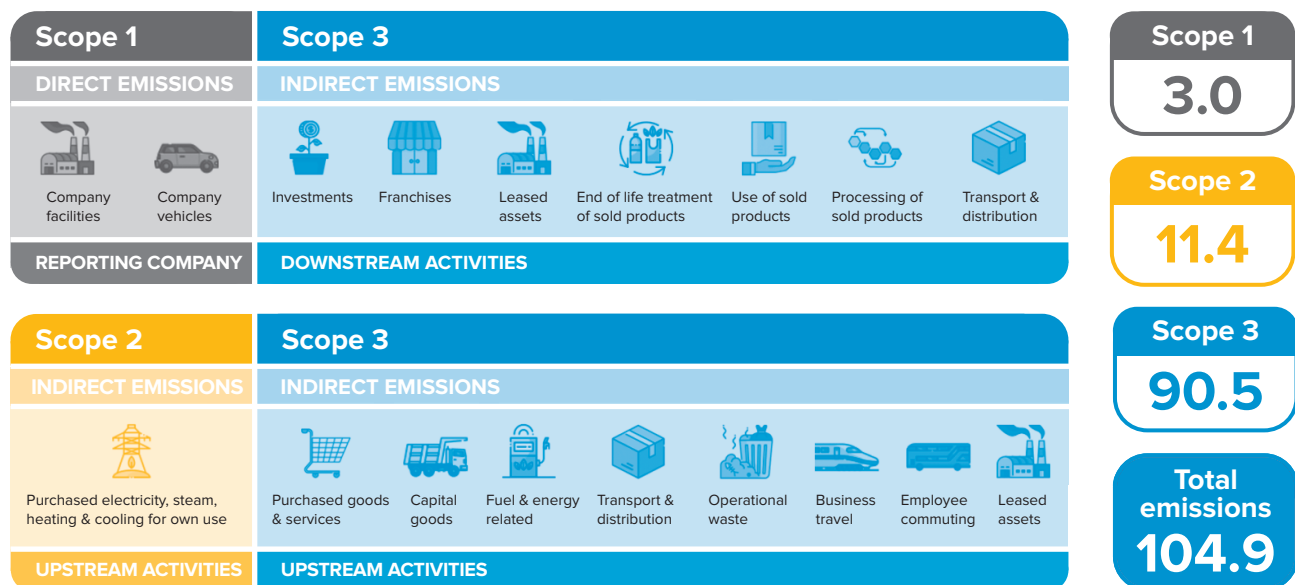 Scope 1
Scope 3
DIRECT EMISSIONS
INDIRECT EMISSIONS
Company
facilities
Company
vehicles
Investments
Franchises
Leased
assets
End of life treatment
of sold products
Use of sold
products
Processing of
sold products
Transport &
distribution
REPORTING COMPANY
DOWNSTREAM ACTIVITIES
Scope 2
Scope 3
INDIRECT EMISSIONS
INDIRECT EMISSIONS
Purchased electricity, steam,
heating & cooling for own use
Purchased goods
& services
Capital
goods
Fuel & energy
related
Transport &
distribution
Operational
waste
Business
travel
Employee
commuting
Leased
assets
UPSTREAM ACTIVITIES
UPSTREAM ACTIVITIES
Scope 1
3.0
Scope 2
11.4
Scope 3
90.5
Total
emissions
104.9